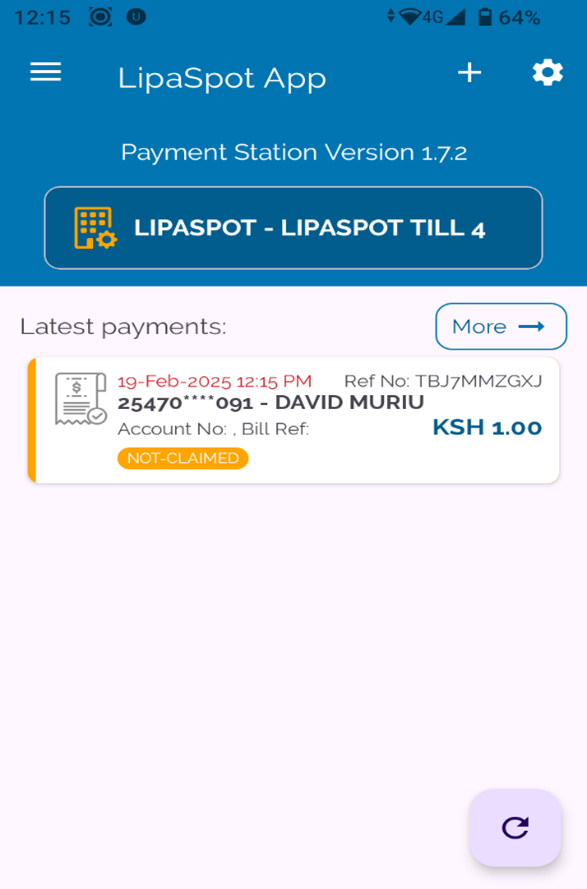 12:15 4G 64%
LipaSpot App
Payment Station Version 1.7.2
LIPASPOT - LIPASPOT TILL 4
Latest payments: More
19-Feb-2025 12:15 PM Ref No: TBJ7MMZGXJ
25470****091 - DAVID MURIU
Account No: , Bill Ref: KSH 1.00
NOT-CLAIMED